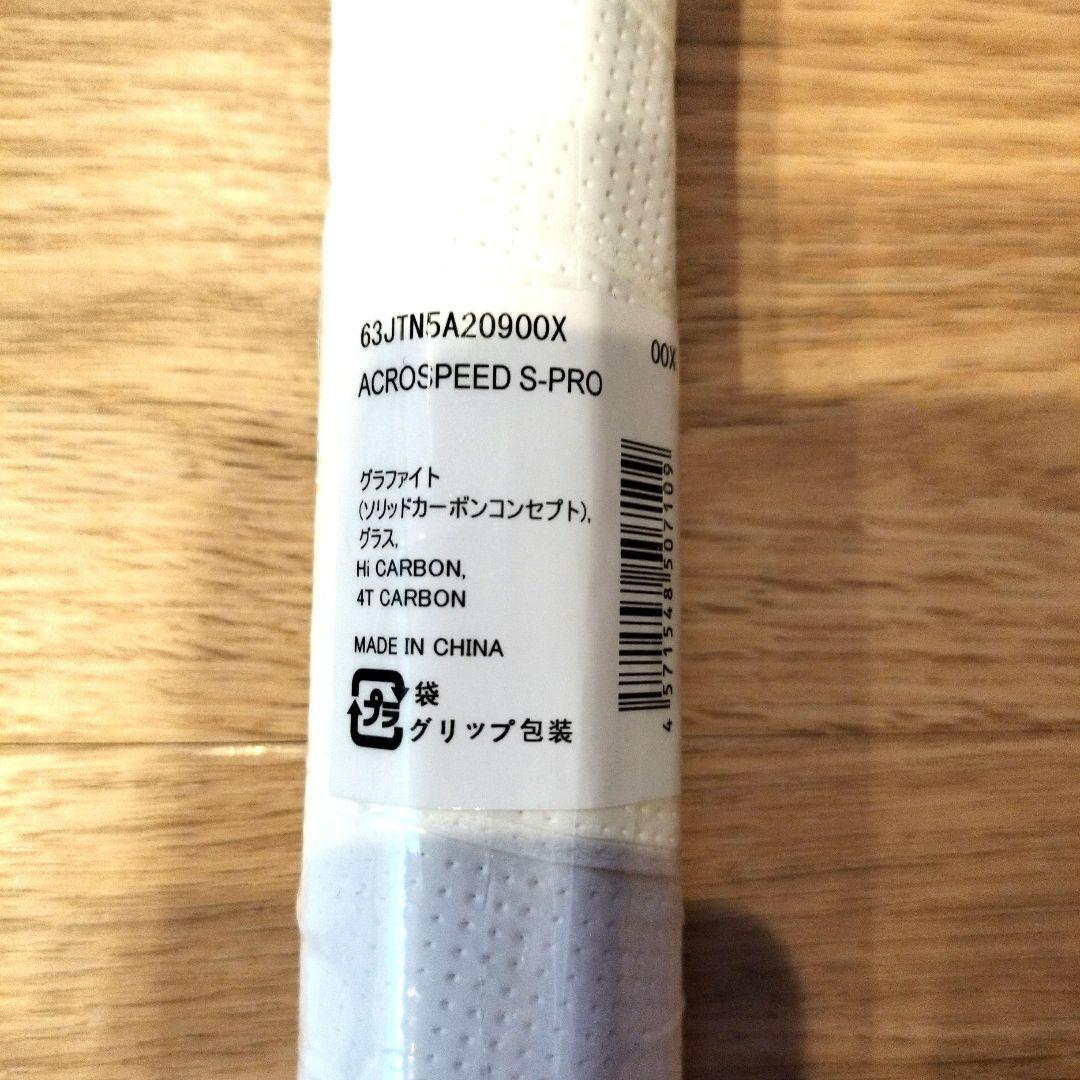 63JTN5A20900X
00X
ACROSPEED S-PRO
グラファイト
(ソリッドカーボンコンセプト),
グラス,
Hi CARBON,
4T CARBON
MADE IN CHINA
プラ
袋
グリップ包装
4571548507109